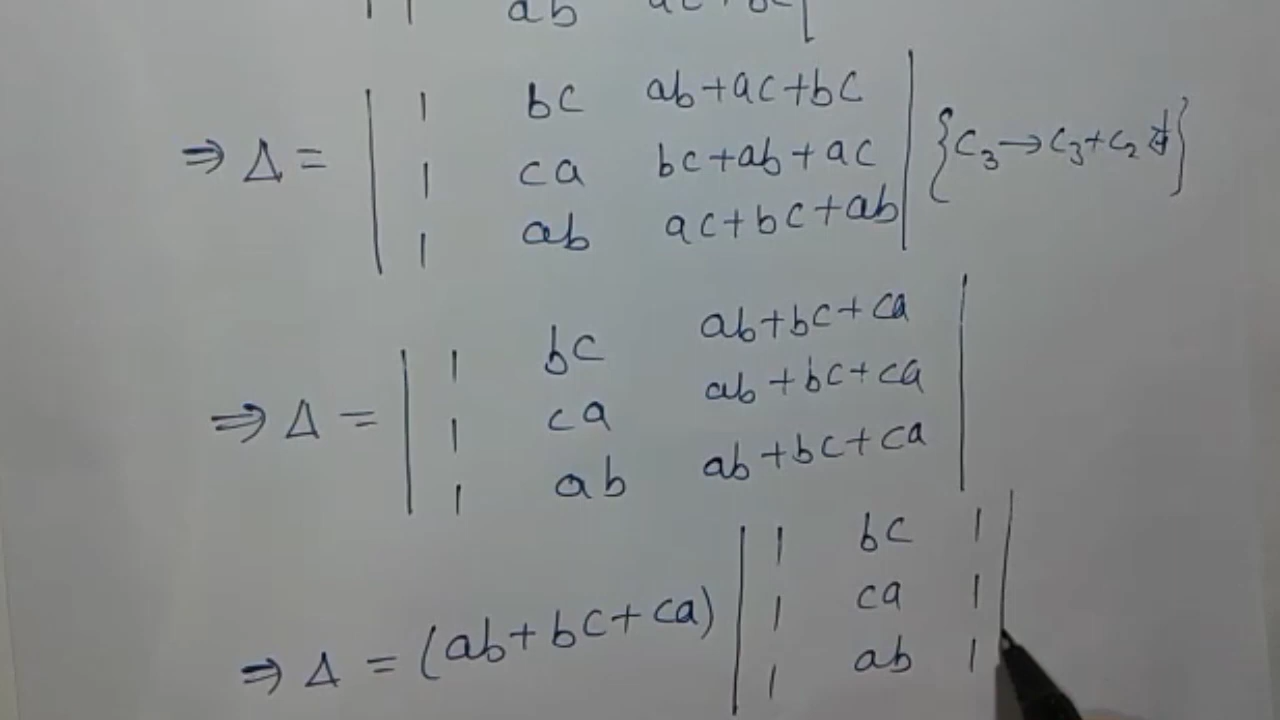 | | ab
⇒ Δ = | 1 bc ab+ac+bc |
| 1 ca bc+ab+ac | {C₃→C₃+C₂}
| 1 ab ac+bc+ab |
⇒ Δ = | 1 bc ab+bc+ca |
| 1 ca ab+bc+ca |
| 1 ab ab+bc+ca |
⇒ Δ = (ab+bc+ca) | 1 bc 1 |
| 1 ca 1 |
| 1 ab 1 |